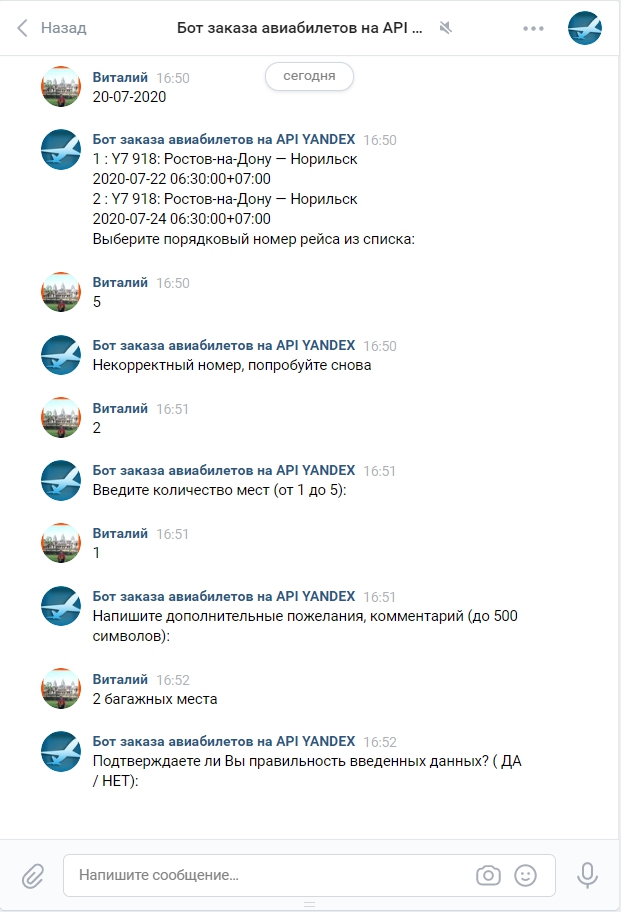 Назад
Бот заказа авиабилетов на API ...
сегодня
Виталий 16:50
20-07-2020
Бот заказа авиабилетов на API YANDEX 16:50
1 : Y7 918: Ростов-на-Дону — Норильск
2020-07-22 06:30:00+07:00
2 : Y7 918: Ростов-на-Дону — Норильск
2020-07-24 06:30:00+07:00
Выберите порядковый номер рейса из списка:
Виталий 16:50
5
Бот заказа авиабилетов на API YANDEX 16:50
Некорректный номер, попробуйте снова
Виталий 16:51
2
Бот заказа авиабилетов на API YANDEX 16:51
Введите количество мест (от 1 до 5):
Виталий 16:51
1
Бот заказа авиабилетов на API YANDEX 16:51
Напишите дополнительные пожелания, комментарий (до 500
символов):
Виталий 16:52
2 багажных места
Бот заказа авиабилетов на API YANDEX 16:52
Подтверждаете ли Вы правильность введенных данных? ( ДА
/ НЕТ):
Напишите сообщение...